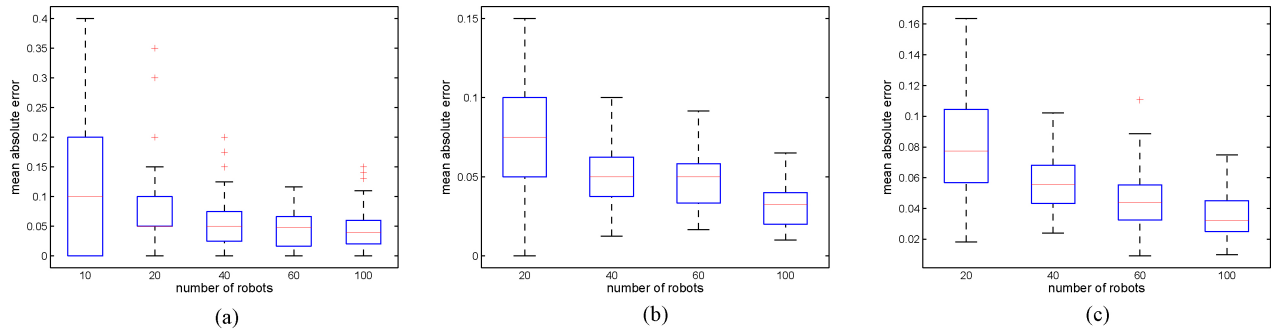 0.4
0.35
0.3
0.25
0.2
0.15
0.1
0.05
0
mean absolute error
10 20 40 60 100
number of robots
(a)
0.15
0.1
0.05
0
mean absolute error
20 40 60 100
number of robots
(b)
0.16
0.14
0.12
0.1
0.08
0.06
0.04
0.02
mean absolute error
20 40 60 100
number of robots
(c)